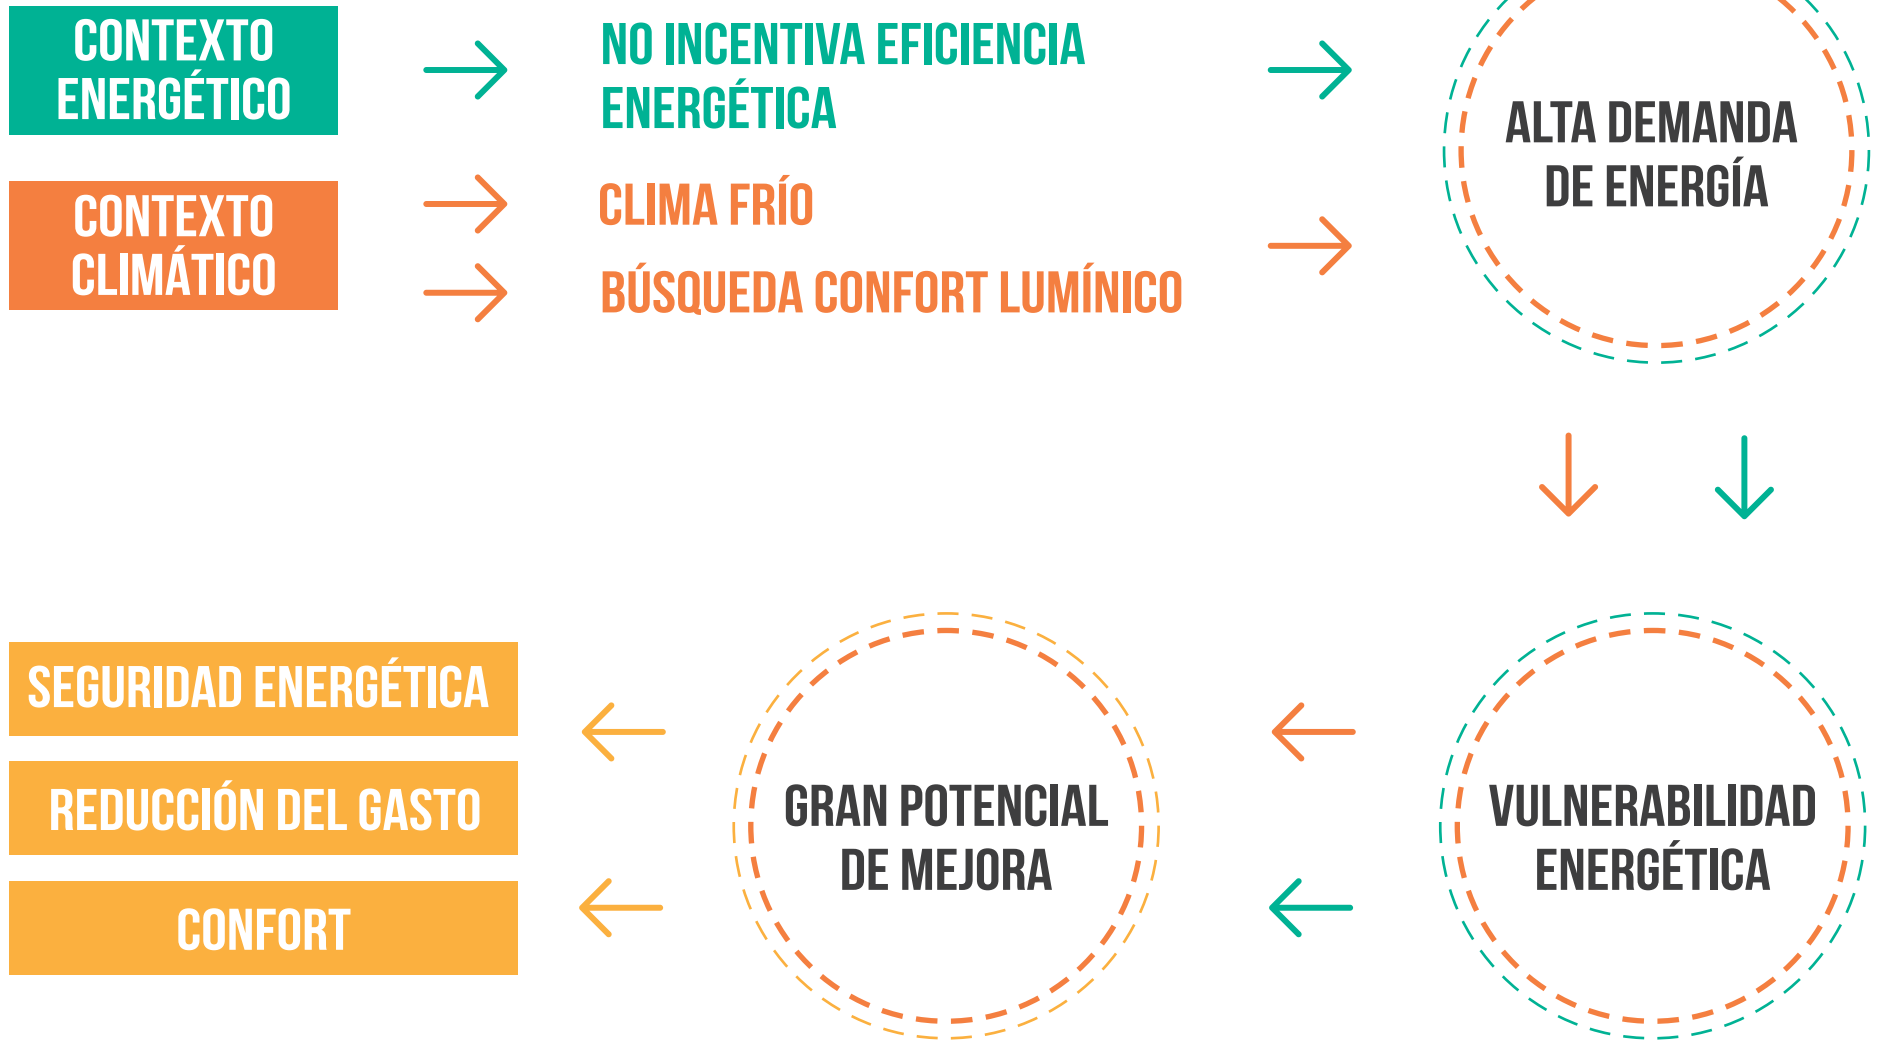 CONTEXTO
ENERGÉTICO
NO INCENTIVA EFICIENCIA
ENERGÉTICA
ALTA DEMANDA
DE ENERGÍA
CONTEXTO
CLIMÁTICO
CLIMA FRÍO
BÚSQUEDA CONFORT LUMÍNICO
VULNERABILIDAD
ENERGÉTICA
GRAN POTENCIAL
DE MEJORA
SEGURIDAD ENERGÉTICA
REDUCCIÓN DEL GASTO
CONFORT